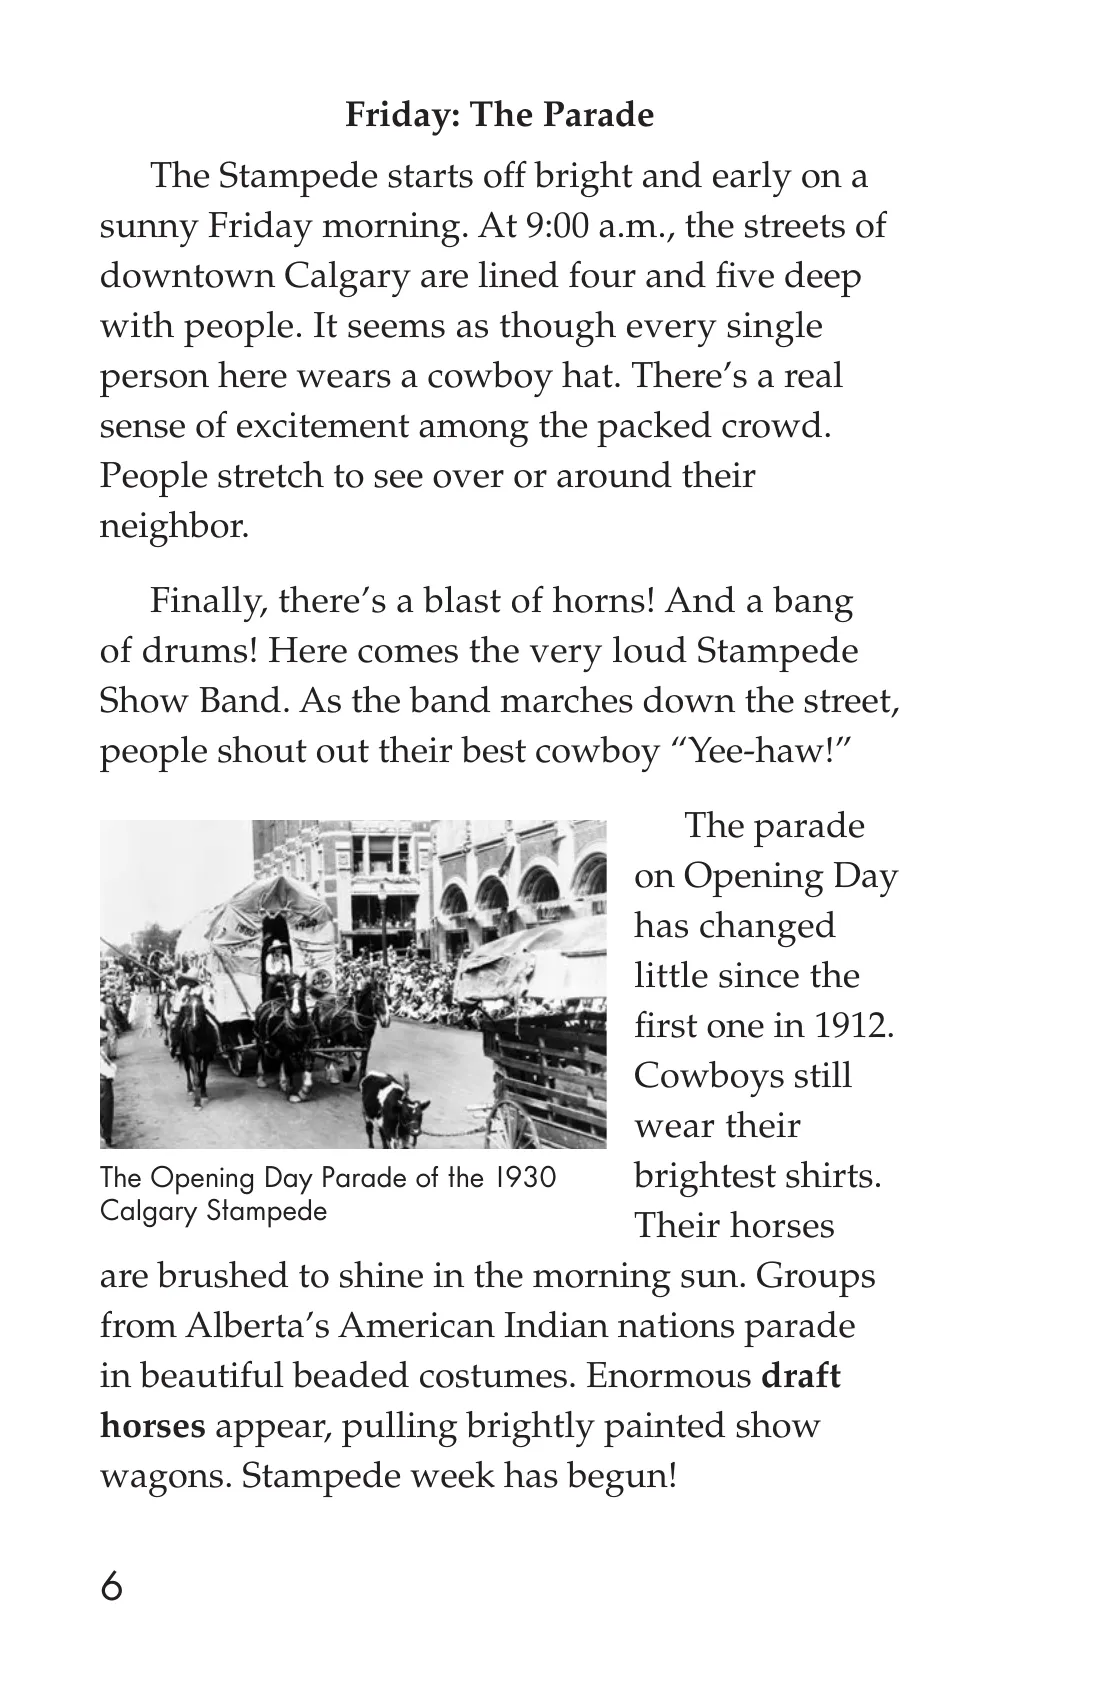 Friday: The Parade
The Stampede starts off bright and early on a
sunny Friday morning. At 9:00 a.m., the streets of
downtown Calgary are lined four and five deep
with people. It seems as though every single
person here wears a cowboy hat. There’s a real
sense of excitement among the packed crowd.
People stretch to see over or around their
neighbor.
Finally, there’s a blast of horns! And a bang
of drums! Here comes the very loud Stampede
Show Band. As the band marches down the street,
people shout out their best cowboy “Yee-haw!”
The parade
on Opening Day
has changed
little since the
first one in 1912.
Cowboys still
wear their
brightest shirts.
Their horses
are brushed to shine in the morning sun. Groups
from Alberta’s American Indian nations parade
in beautiful beaded costumes. Enormous draft
horses appear, pulling brightly painted show
wagons. Stampede week has begun!
The Opening Day Parade of the 1930
Calgary Stampede
6